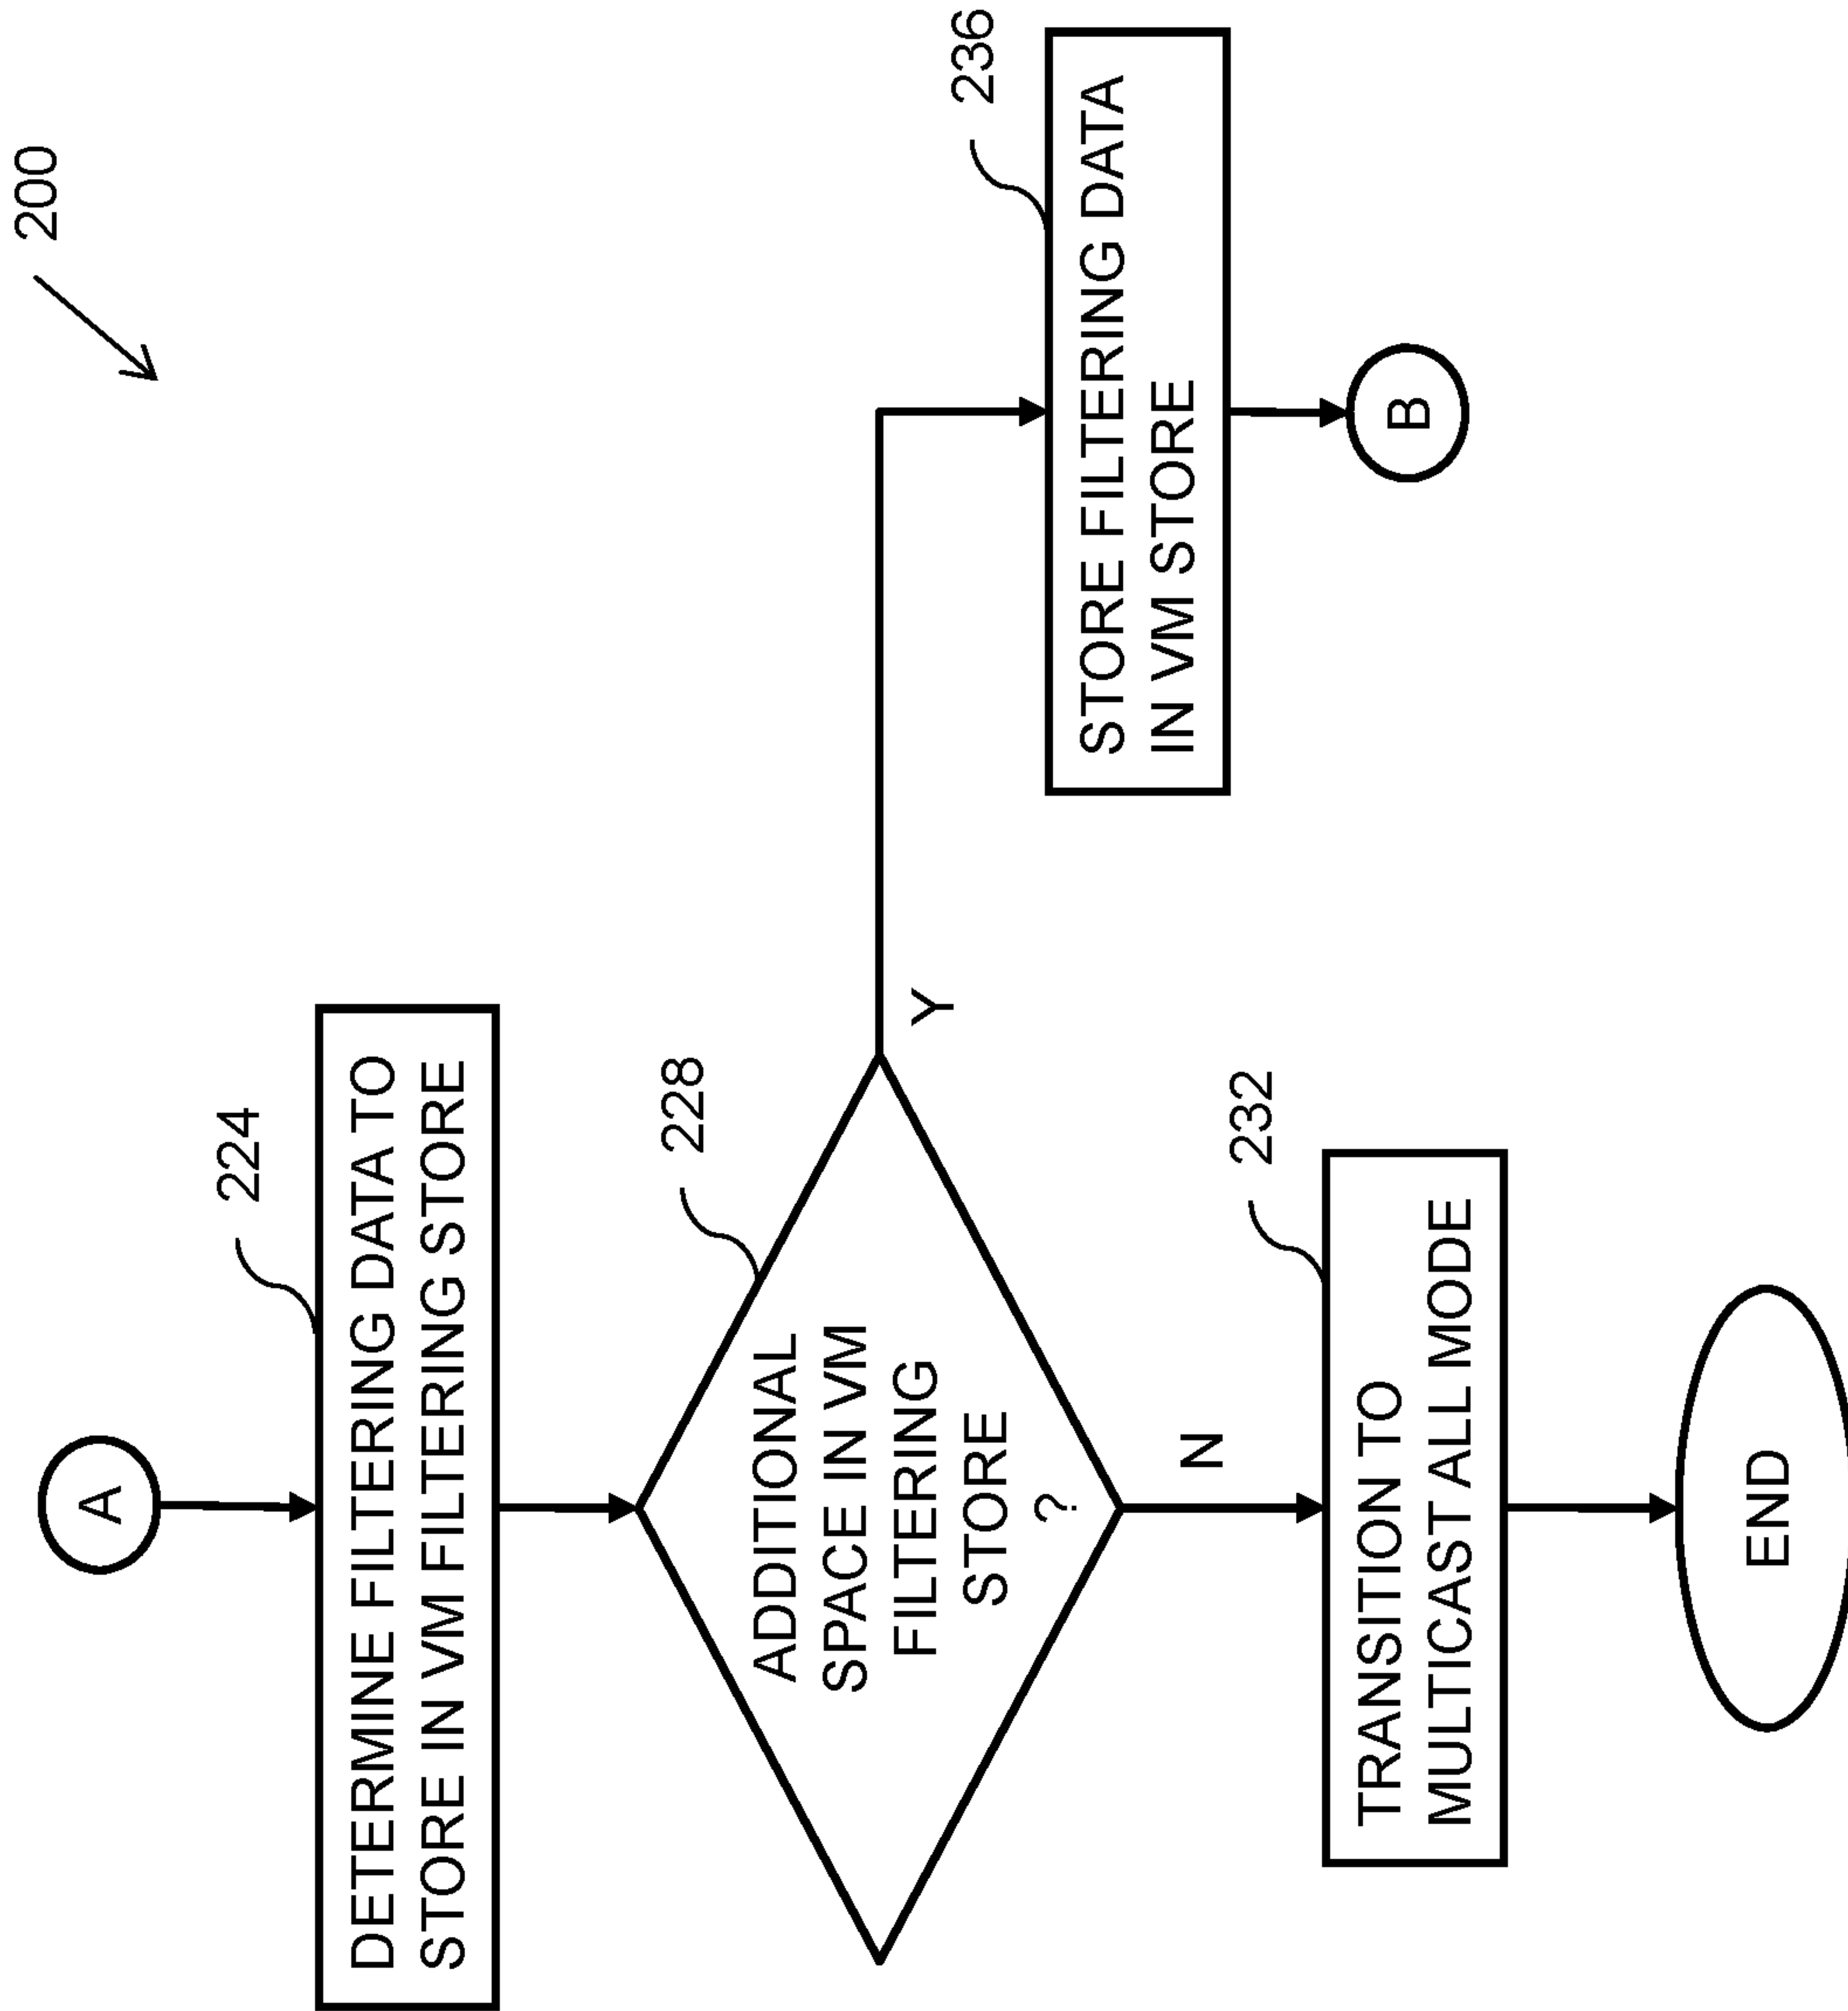 200
A
224
DETERMINE FILTERING DATA TO
STORE IN VM FILTERING STORE
228
ADDITIONAL
SPACE IN VM
FILTERING
STORE
?
Y
236
STORE FILTERING DATA
IN VM STORE
B
N
232
TRANSITION TO
MULTICAST ALL MODE
END